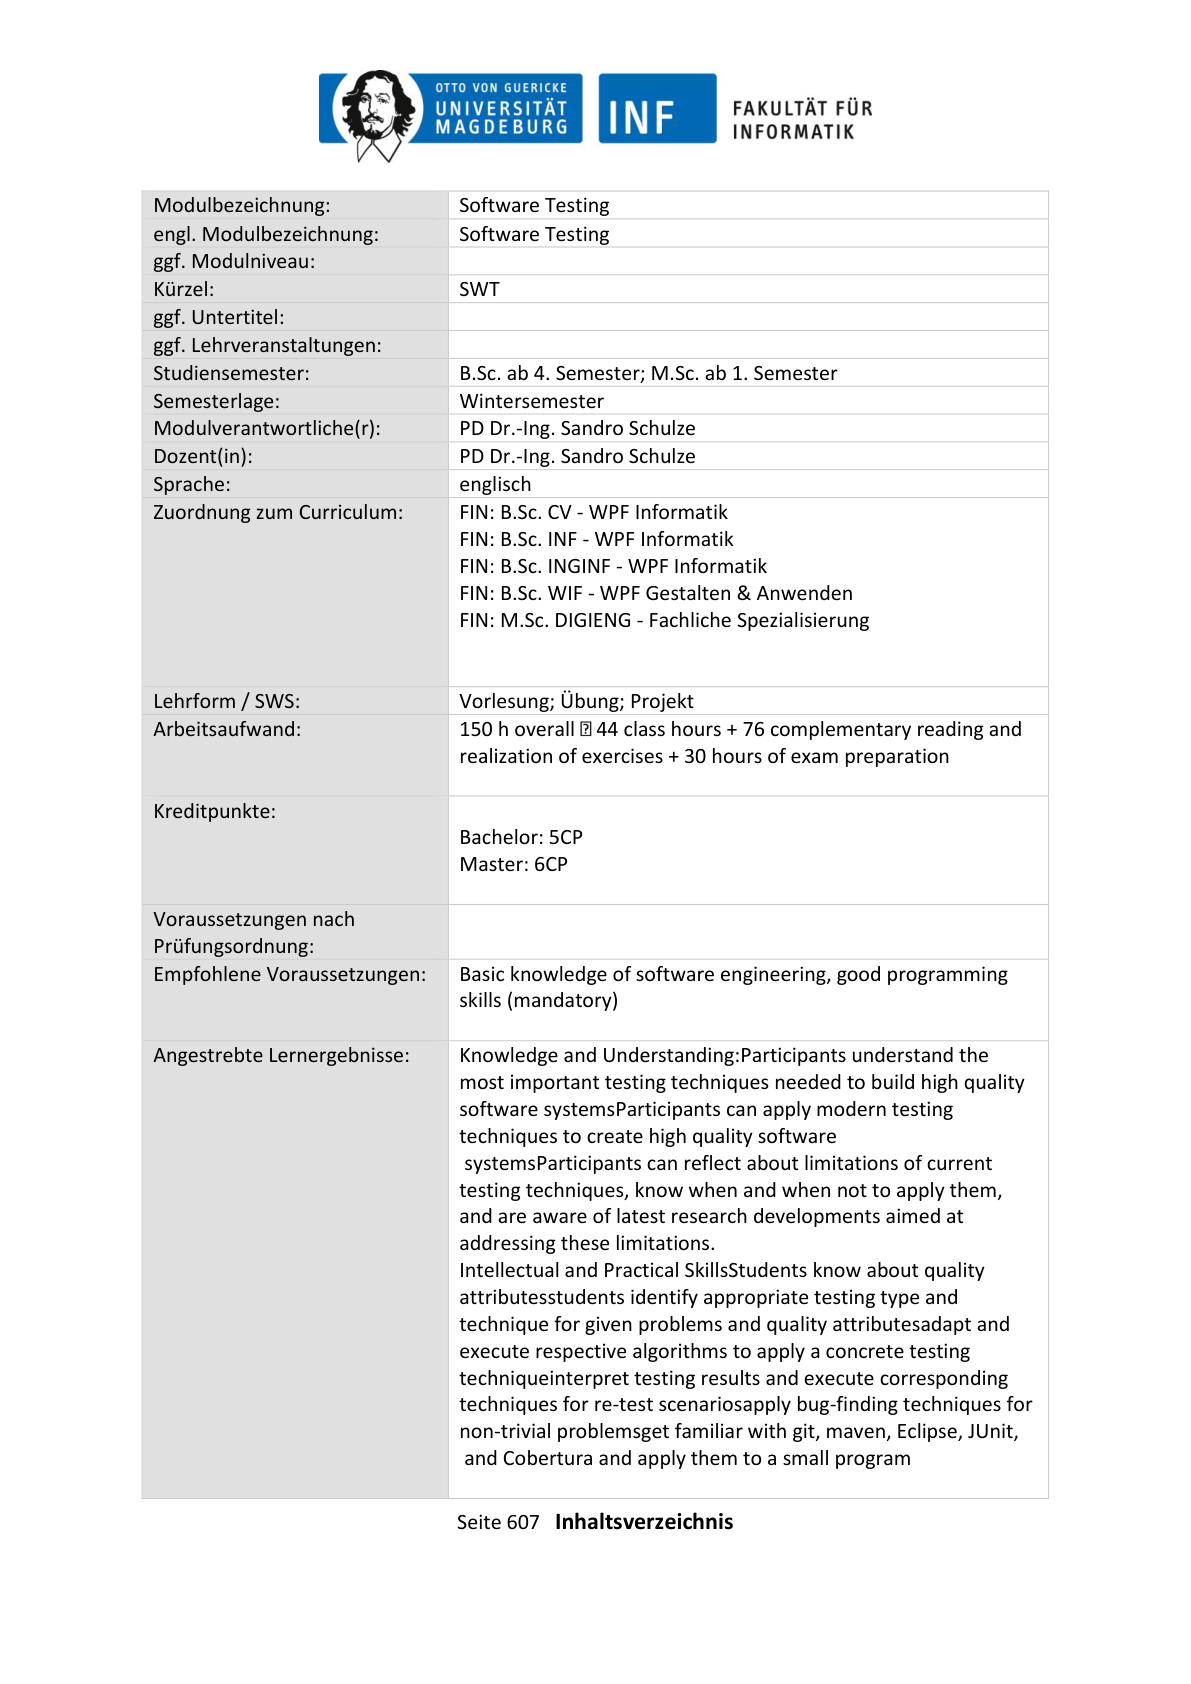 OTTO VON GUERICKE
UNIVERSITÄT
MAGDEBURG
INF
FAKULTÄT FÜR
INFORMATIK
Modulbezeichnung: Software Testing
engl. Modulbezeichnung: Software Testing
ggf. Modulniveau:
Kürzel: SWT
ggf. Untertitel:
ggf. Lehrveranstaltungen:
Studiensemester: B.Sc. ab 4. Semester; M.Sc. ab 1. Semester
Semesterlage: Wintersemester
Modulverantwortliche(r): PD Dr.-Ing. Sandro Schulze
Dozent(in): PD Dr.-Ing. Sandro Schulze
Sprache: englisch
Zuordnung zum Curriculum: FIN: B.Sc. CV - WPF Informatik
FIN: B.Sc. INF - WPF Informatik
FIN: B.Sc. INGINF - WPF Informatik
FIN: B.Sc. WIF - WPF Gestalten & Anwenden
FIN: M.Sc. DIGIENG - Fachliche Spezialisierung
Lehrform / SWS: Vorlesung; Übung; Projekt
Arbeitsaufwand: 150 h overall 🯄 44 class hours + 76 complementary reading and
realization of exercises + 30 hours of exam preparation
Kreditpunkte:
Bachelor: 5CP
Master: 6CP
Voraussetzungen nach
Prüfungsordnung:
Empfohlene Voraussetzungen: Basic knowledge of software engineering, good programming
skills (mandatory)
Angestrebte Lernergebnisse: Knowledge and Understanding:Participants understand the
most important testing techniques needed to build high quality
software systemsParticipants can apply modern testing
techniques to create high quality software
systemsParticipants can reflect about limitations of current
testing techniques, know when and when not to apply them,
and are aware of latest research developments aimed at
addressing these limitations.
Intellectual and Practical SkillsStudents know about quality
attributesstudents identify appropriate testing type and
technique for given problems and quality attributesadapt and
execute respective algorithms to apply a concrete testing
techniqueinterpret testing results and execute corresponding
techniques for re-test scenariosapply bug-finding techniques for
non-trivial problemsget familiar with git, maven, Eclipse, JUnit,
and Cobertura and apply them to a small program
Seite 607 Inhaltsverzeichnis